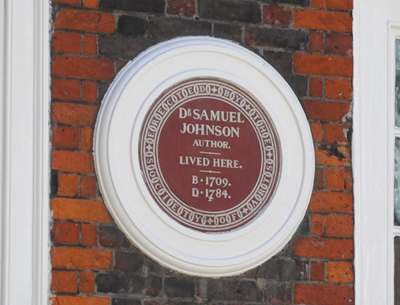 DR SAMUEL
JOHNSON
AUTHOR.
LIVED HERE.
B·1709.
D·1784.